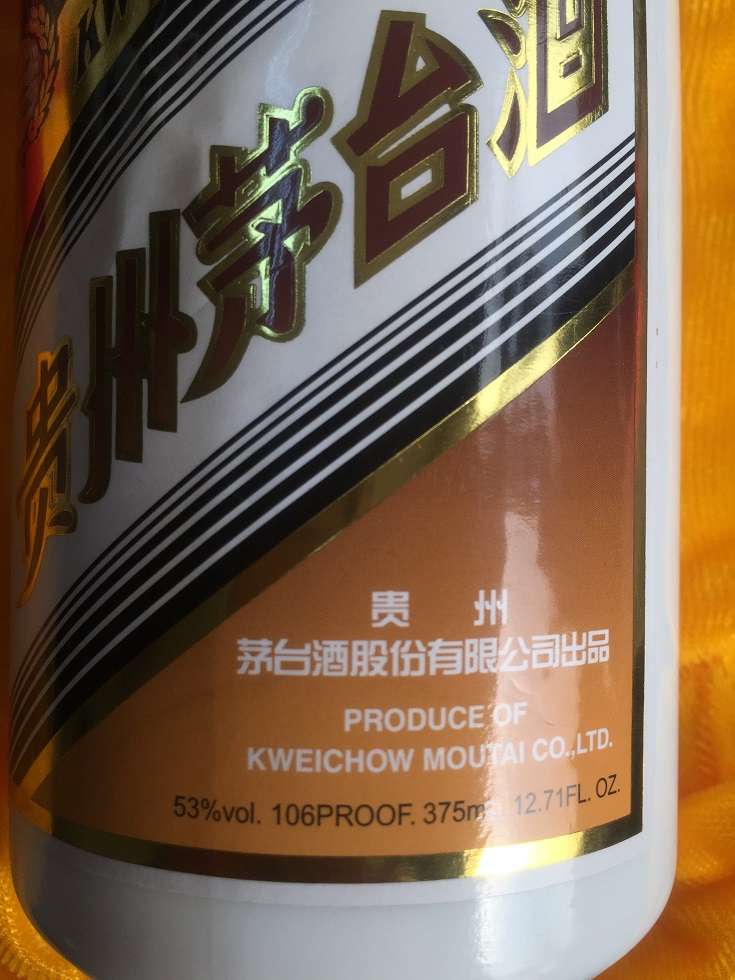 KW
贵州茅台酒
贵 州
茅台酒股份有限公司出品
PRODUCE OF
KWEICHOW MOUTAI CO.,LTD.
53%vol. 106PROOF. 375m 12.71FL. OZ.